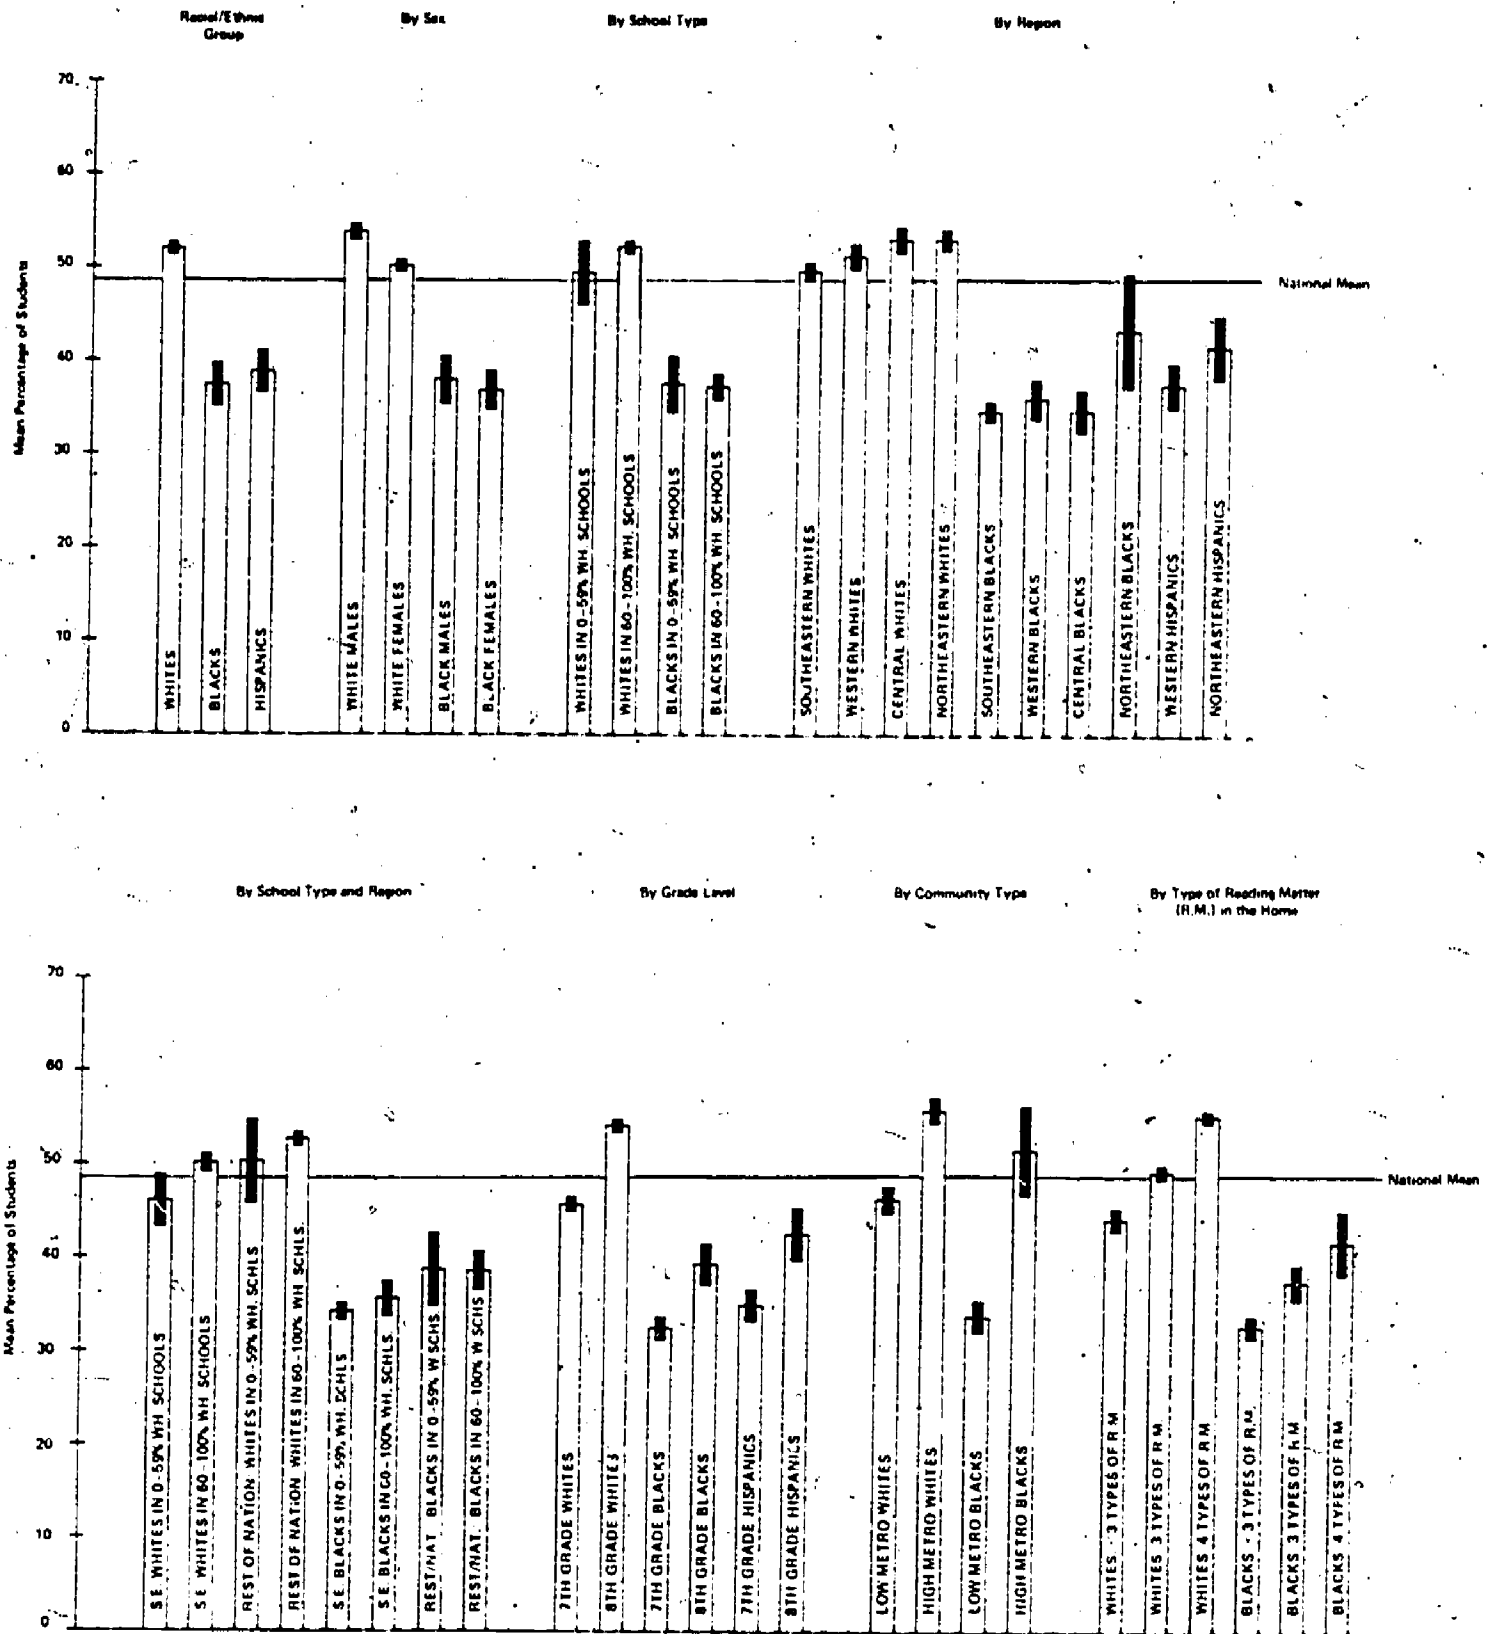 Racial/Ethnic
Group
By Sex
By School Type
By Region
70
60
50
40
30
20
10
0
Mean Percentage of Students
National Mean
WHITES
BLACKS
HISPANICS
WHITE MALES
WHITE FEMALES
BLACK MALES
BLACK FEMALES
WHITES IN 0-59% WH. SCHOOLS
WHITES IN 60-100% WH. SCHOOLS
BLACKS IN 0-59% WH SCHOOLS
BLACKS IN 60-100% WH. SCHOOLS
SOUTHEASTERN WHITES
WESTERN WHITES
CENTRAL WHITES
NORTHEASTERN WHITES
SOUTHEASTERN BLACKS
WESTERN BLACKS
CENTRAL BLACKS
NORTHEASTERN BLACKS
WESTERN HISPANICS
NORTHEASTERN HISPANICS
By School Type and Region
By Grade Level
By Community Type
By Type of Reading Matter
(R.M.) in the Home
70
60
50
40
30
20
10
0
Mean Percentage of Students
National Mean
S E WHITES IN 0-59% WH SCHOOLS
S E WHITES IN 60-100% WH SCHOOLS
REST OF NATION WHITES IN 0-59% WH. SCHLS
REST OF NATION WHITES IN 60-100% WH SCHLS.
S E. BLACKS IN 0-59% WH. SCHLS
S E. BLACKS IN 60-100% WH. SCHLS.
REST/NAT. BLACKS IN 0-59% W SCHS
REST/NAT. BLACKS IN 60-100% W SCHS
7TH GRADE WHITES
8TH GRADE WHITES
7TH GRADE BLACKS
8TH GRADE BLACKS
7TH GRADE HISPANICS
8TH GRADE HISPANICS
LOW METRO WHITES
HIGH METRO WHITES
LOW METRO BLACKS
HIGH METRO BLACKS
WHITES - 3 TYPES OF R M
WHITES 3 TYPES OF R M
WHITES 4 TYPES OF R M
BLACKS - 3 TYPES OF R M
BLACKS 3 TYPES OF R M
BLACKS 4 TYPES OF R M